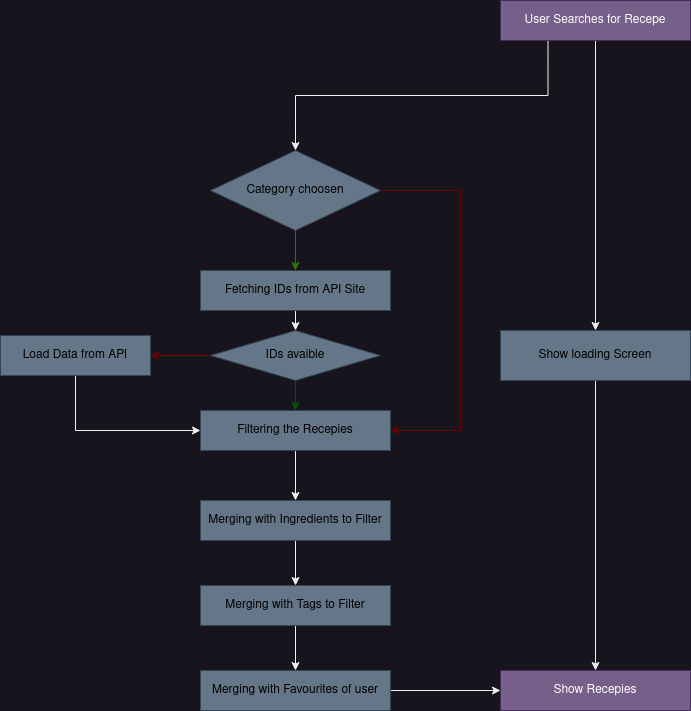 User Searches for Recepe
Category choosen
Fetching IDs from API Site
Load Data from API
IDs avaible
Show loading Screen
Filtering the Recepies
Merging with Ingredients to Filter
Merging with Tags to Filter
Merging with Favourites of user
Show Recepies